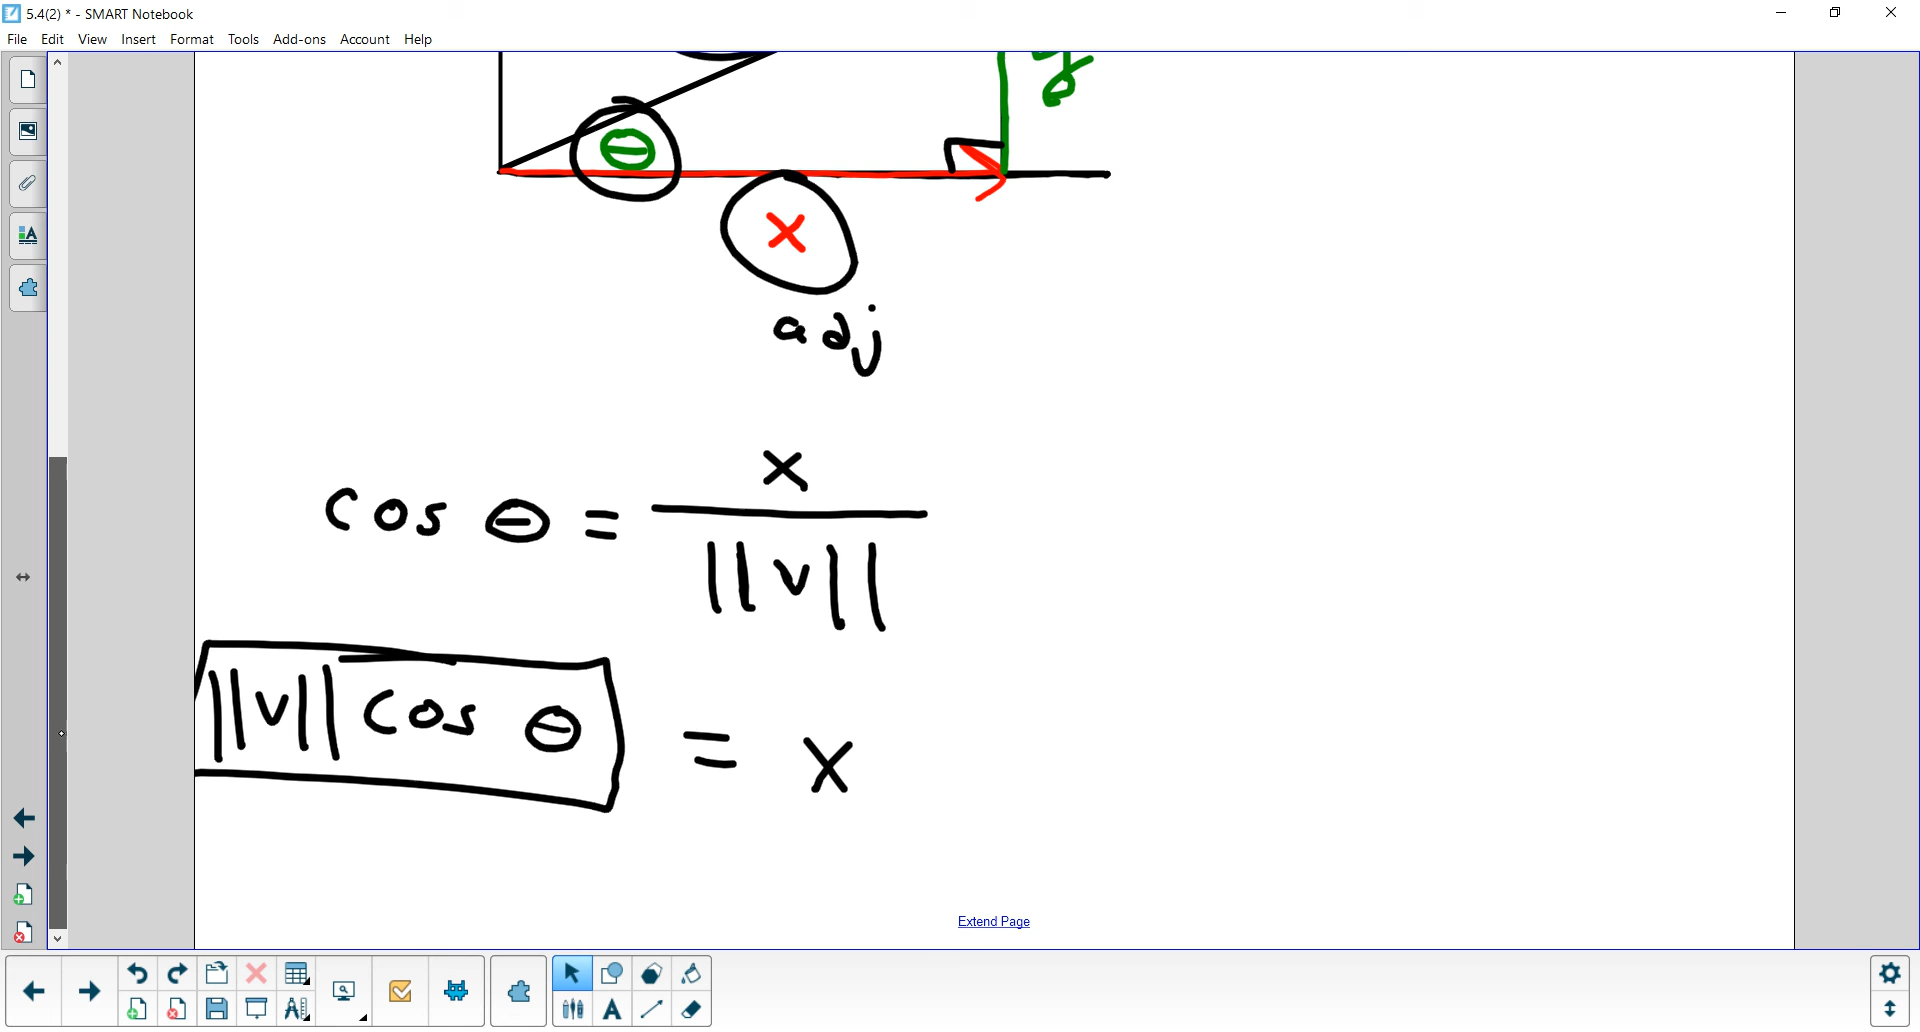 5.4(2) * - SMART Notebook
File Edit View Insert Format Tools Add-ons Account Help
y
θ
x
adj
cos θ = x
||v||
||v|| cos θ = x
Extend Page